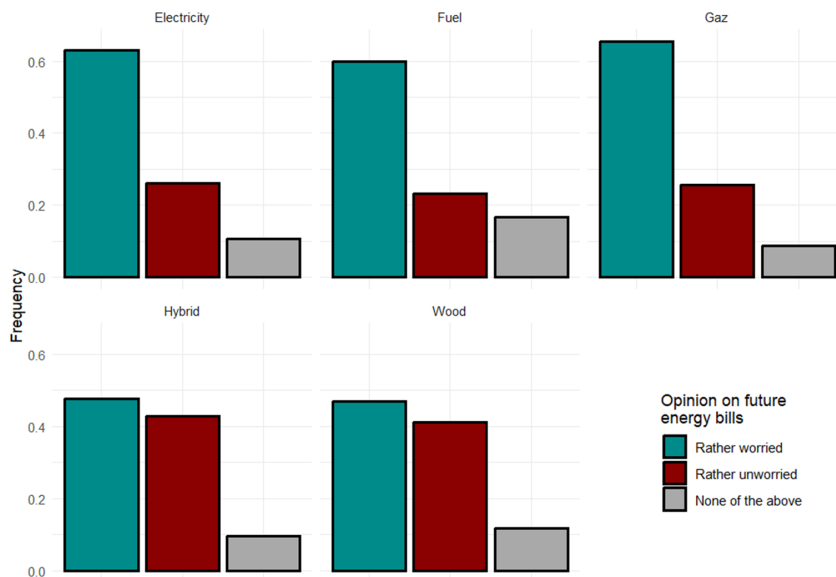 Electricity
Fuel
Gaz
0.6
0.4
0.2
0.0
Frequency
Hybrid
Wood
0.6
0.4
0.2
0.0
Opinion on future
energy bills
Rather worried
Rather unworried
None of the above